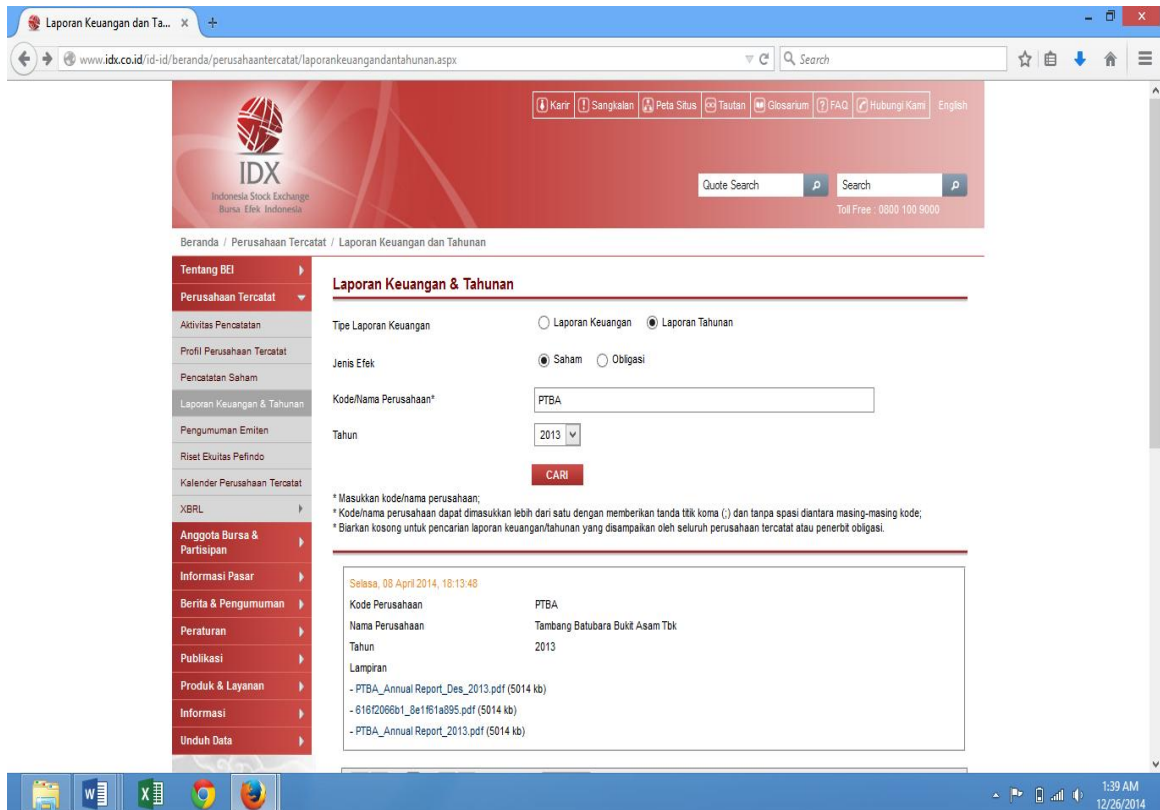 Laporan Keuangan dan Ta...
www.idx.co.id/id-id/beranda/perusahaantercatat/laporankeuangandantahunan.aspx
Search
Karir Sangkalan Peta Situs Tautan Glosarium FAQ Hubungi Kami English
IDX
Indonesia Stock Exchange
Bursa Efek Indonesia
Quote Search Search
Toll Free : 0800 100 9000
Beranda / Perusahaan Tercatat / Laporan Keuangan dan Tahunan
Tentang BEI
Perusahaan Tercatat
Aktivitas Pencatatan
Profil Perusahaan Tercatat
Pencatatan Saham
Laporan Keuangan & Tahunan
Pengumuman Emiten
Riset Ekuitas Pefindo
Kalender Perusahaan Tercatat
XBRL
Anggota Bursa &
Partisipan
Informasi Pasar
Berita & Pengumuman
Peraturan
Publikasi
Produk & Layanan
Informasi
Unduh Data
Laporan Keuangan & Tahunan
Tipe Laporan Keuangan Laporan Keuangan Laporan Tahunan
Jenis Efek Saham Obligasi
Kode/Nama Perusahaan* PTBA
Tahun 2013
CARI
* Masukkan kode/nama perusahaan;
* Kode/nama perusahaan dapat dimasukkan lebih dari satu dengan memberikan tanda titik koma (;) dan tanpa spasi diantara masing-masing kode;
* Biarkan kosong untuk pencarian laporan keuangan/tahunan yang disampaikan oleh seluruh perusahaan tercatat atau penerbit obligasi.
Selasa, 08 April 2014, 18:13:48
Kode Perusahaan PTBA
Nama Perusahaan Tambang Batubara Bukit Asam Tbk
Tahun 2013
Lampiran
- PTBA_Annual Report_Des_2013.pdf (5014 kb)
- 616f2066b1_8e1f61a895.pdf (5014 kb)
- PTBA_Annual Report_2013.pdf (5014 kb)
1:39 AM
12/26/2014